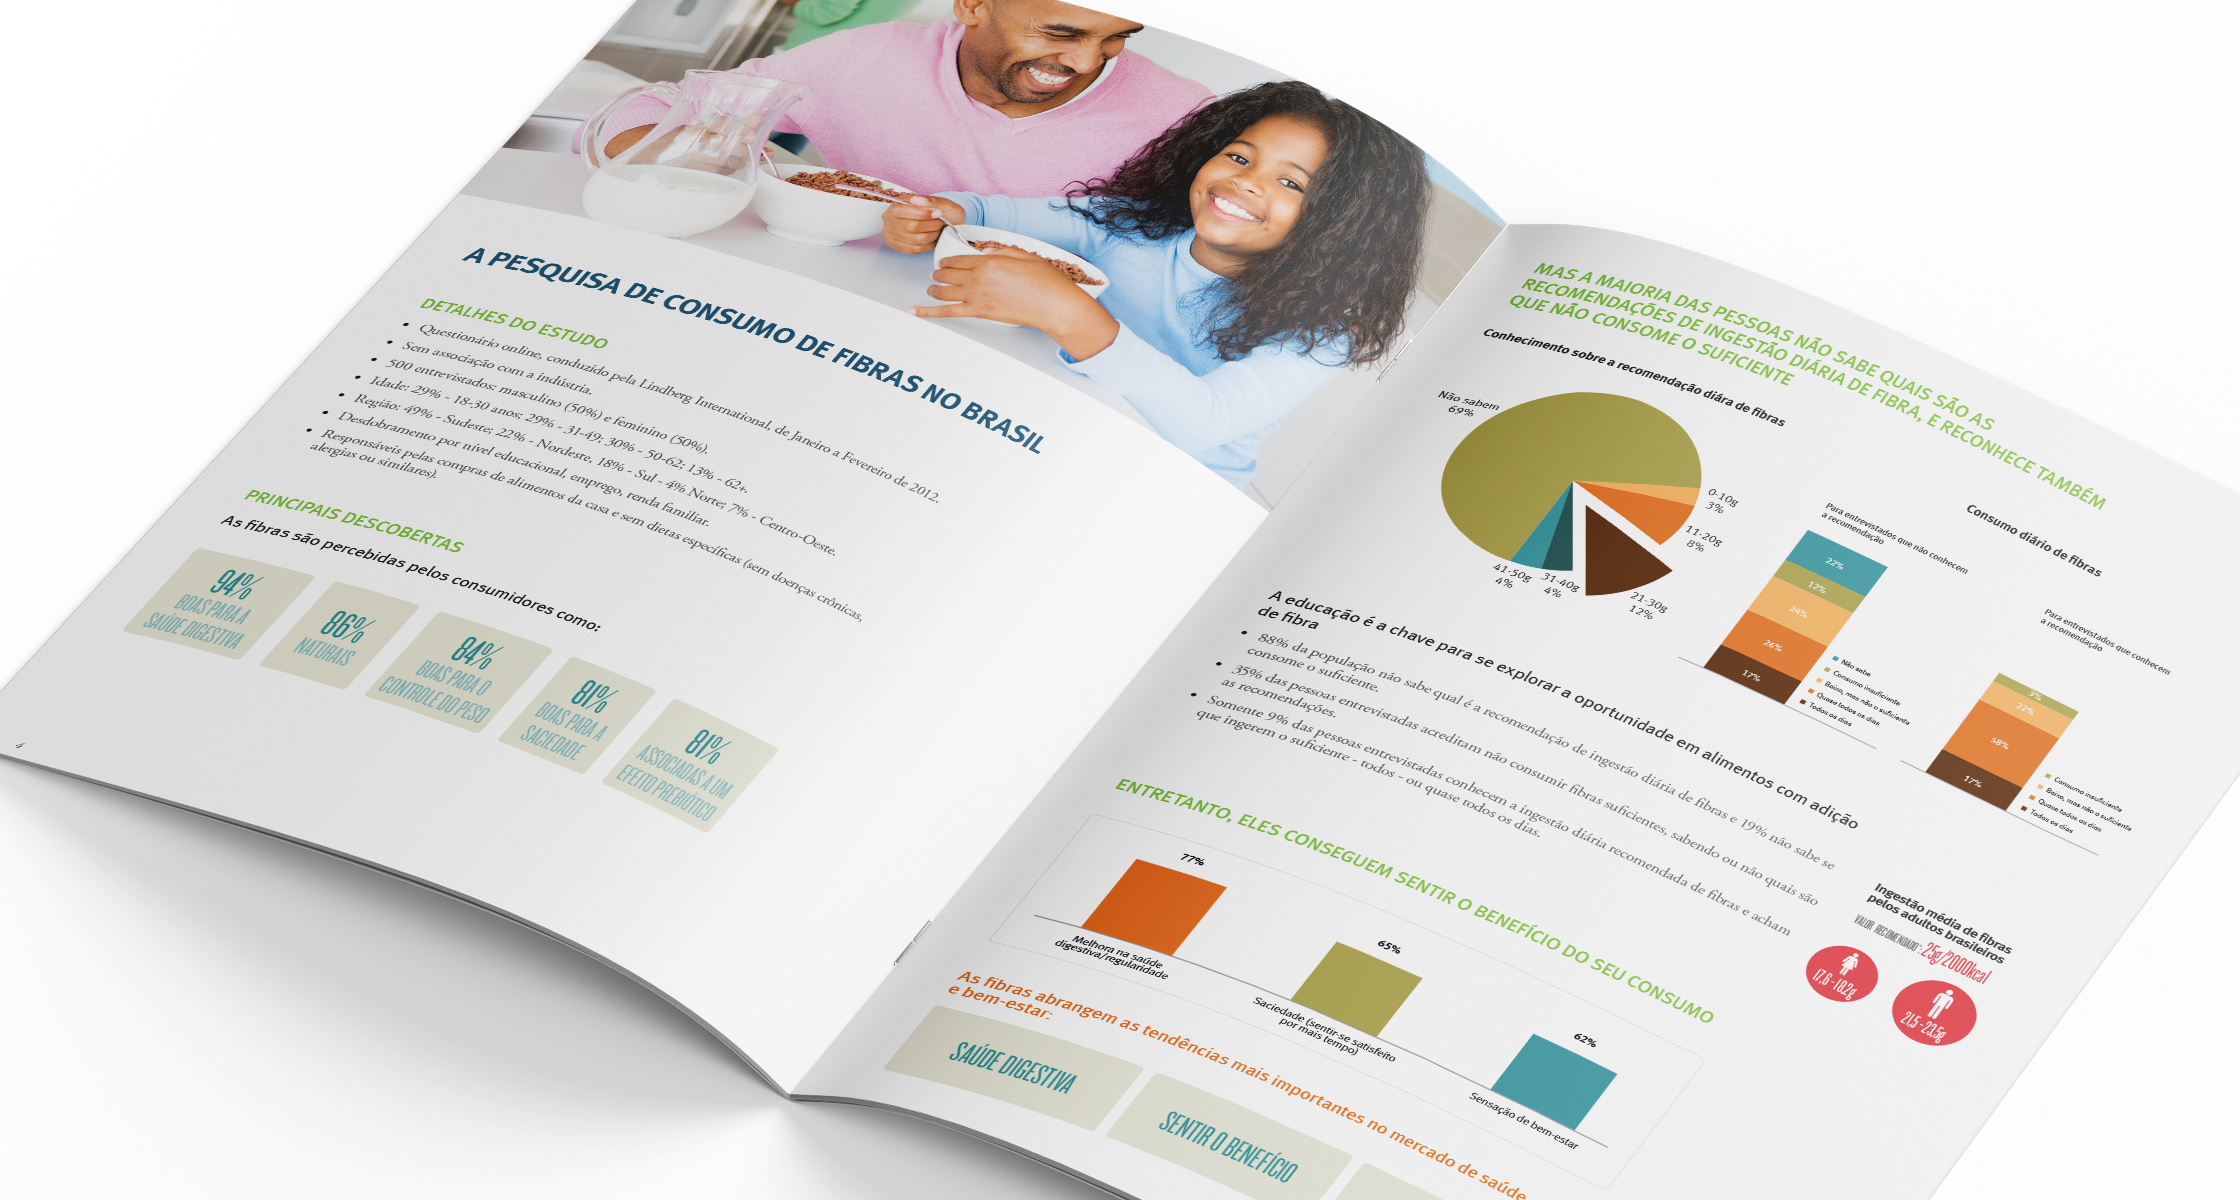 A PESQUISA DE CONSUMO DE FIBRAS NO BRASIL
DETALHES DO ESTUDO
• Questionário online, conduzido pela Lindberg International, de Janeiro a Fevereiro de 2012.
• Sem associação com a indústria.
• 500 entrevistados: masculino (50%) e feminino (50%).
• Idade: 29% - 18-30 anos; 29% - 31-49; 30% - 50-62; 13% - 62+.
• Região: 49% - Sudeste; 22% - Nordeste, 18% - Sul - 4% Norte; 7% - Centro-Oeste.
• Desdobramento por nível educacional, emprego, renda familiar.
• Responsáveis pelas compras de alimentos da casa e sem dietas específicas (sem doenças crônicas,
alergias ou similares).
PRINCIPAIS DESCOBERTAS
As fibras são percebidas pelos consumidores como:
94%
BOAS PARA A
SAÚDE DIGESTIVA
86%
NATURAIS
84%
BOAS PARA O
CONTROLE DO PESO
81%
BOAS PARA A
SACIEDADE
81%
ASSOCIADAS A UM
EFEITO PREBIÓTICO
4
MAS A MAIORIA DAS PESSOAS NÃO SABE QUAIS SÃO AS
RECOMENDAÇÕES DE INGESTÃO DIÁRIA DE FIBRA, E RECONHECE TAMBÉM
QUE NÃO CONSOME O SUFICIENTE
Conhecimento sobre a recomendação diára de fibras
Não sabem
69%
0-10g
3%
11-20g
8%
21-30g
12%
31-40g
4%
41-50g
4%
Consumo diário de fibras
Para entrevistados que não conhecem
a recomendação
22%
12%
24%
26%
17%
Não sabe
Consumo insuficiente
Baixo, mas não o suficiente
Quase todos os dias
Todos os dias
Para entrevistados que conhecem
a recomendação
3%
22%
58%
17%
Consumo insuficiente
Baixo, mas não o suficiente
Quase todos os dias
Todos os dias
A educação é a chave para se explorar a oportunidade em alimentos com adição
de fibra
• 88% da população não sabe qual é a recomendação de ingestão diária de fibras e 19% não sabe se
consome o suficiente.
• 35% das pessoas entrevistadas acreditam não consumir fibras suficientes, sabendo ou não quais são
as recomendações.
• Somente 9% das pessoas entrevistadas conhecem a ingestão diária recomendada de fibras e acham
que ingerem o suficiente - todos - ou quase todos os dias.
Ingestão média de fibras
pelos adultos brasileiros
VALOR RECOMENDADO: 25g/2000kcal
17,6 - 18,2g
21,5 - 23,5g
ENTRETANTO, ELES CONSEGUEM SENTIR O BENEFÍCIO DO SEU CONSUMO
77%
Melhora na saúde
digestiva/regularidade
65%
Saciedade (sentir-se satisfeito
por mais tempo)
62%
Sensação de bem-estar
As fibras abrangem as tendências mais importantes no mercado de saúde
e bem-estar:
SAÚDE DIGESTIVA
SENTIR O BENEFÍCIO